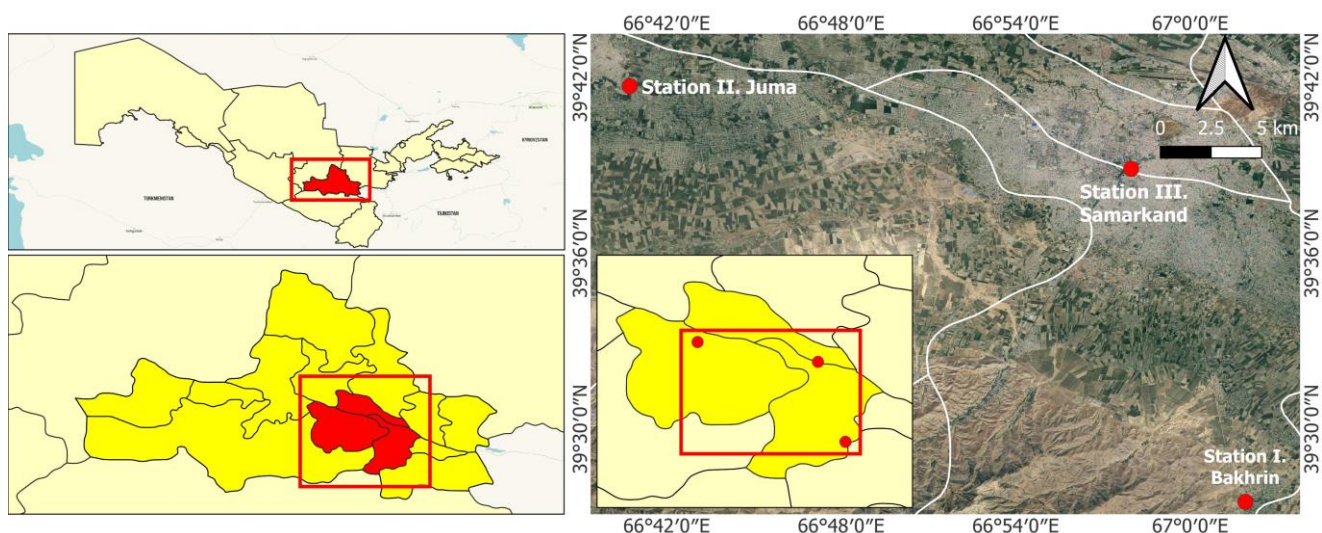 TURKMENISTAN
TAJIKISTAN
KYRGYZSTAN
66°42′0″E 66°48′0″E 66°54′0″E 67°0′0″E
39°42′0″N
39°42′0″N
Station II. Juma
0 2.5 5 km
Station III.
Samarkand
39°36′0″N
39°36′0″N
39°30′0″N
39°30′0″N
Station I.
Bakhrin
66°42′0″E 66°48′0″E 66°54′0″E 67°0′0″E